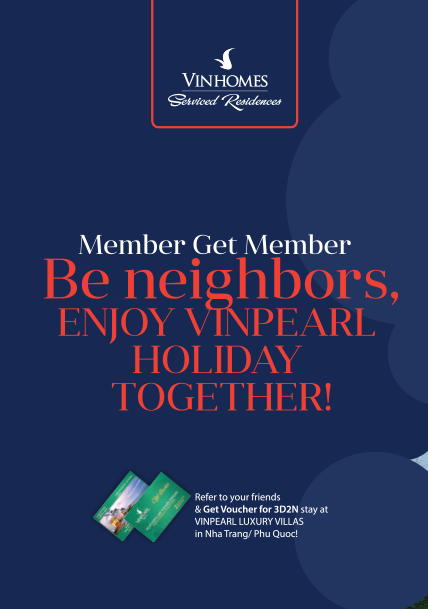 VINHOMES
Serviced Residences
Member Get Member
Be neighbors,
ENJOY VINPEARL
HOLIDAY
TOGETHER!
Refer to your friends
& Get Voucher for 3D2N stay at
VINPEARL LUXURY VILLAS
in Nha Trang/ Phu Quoc!